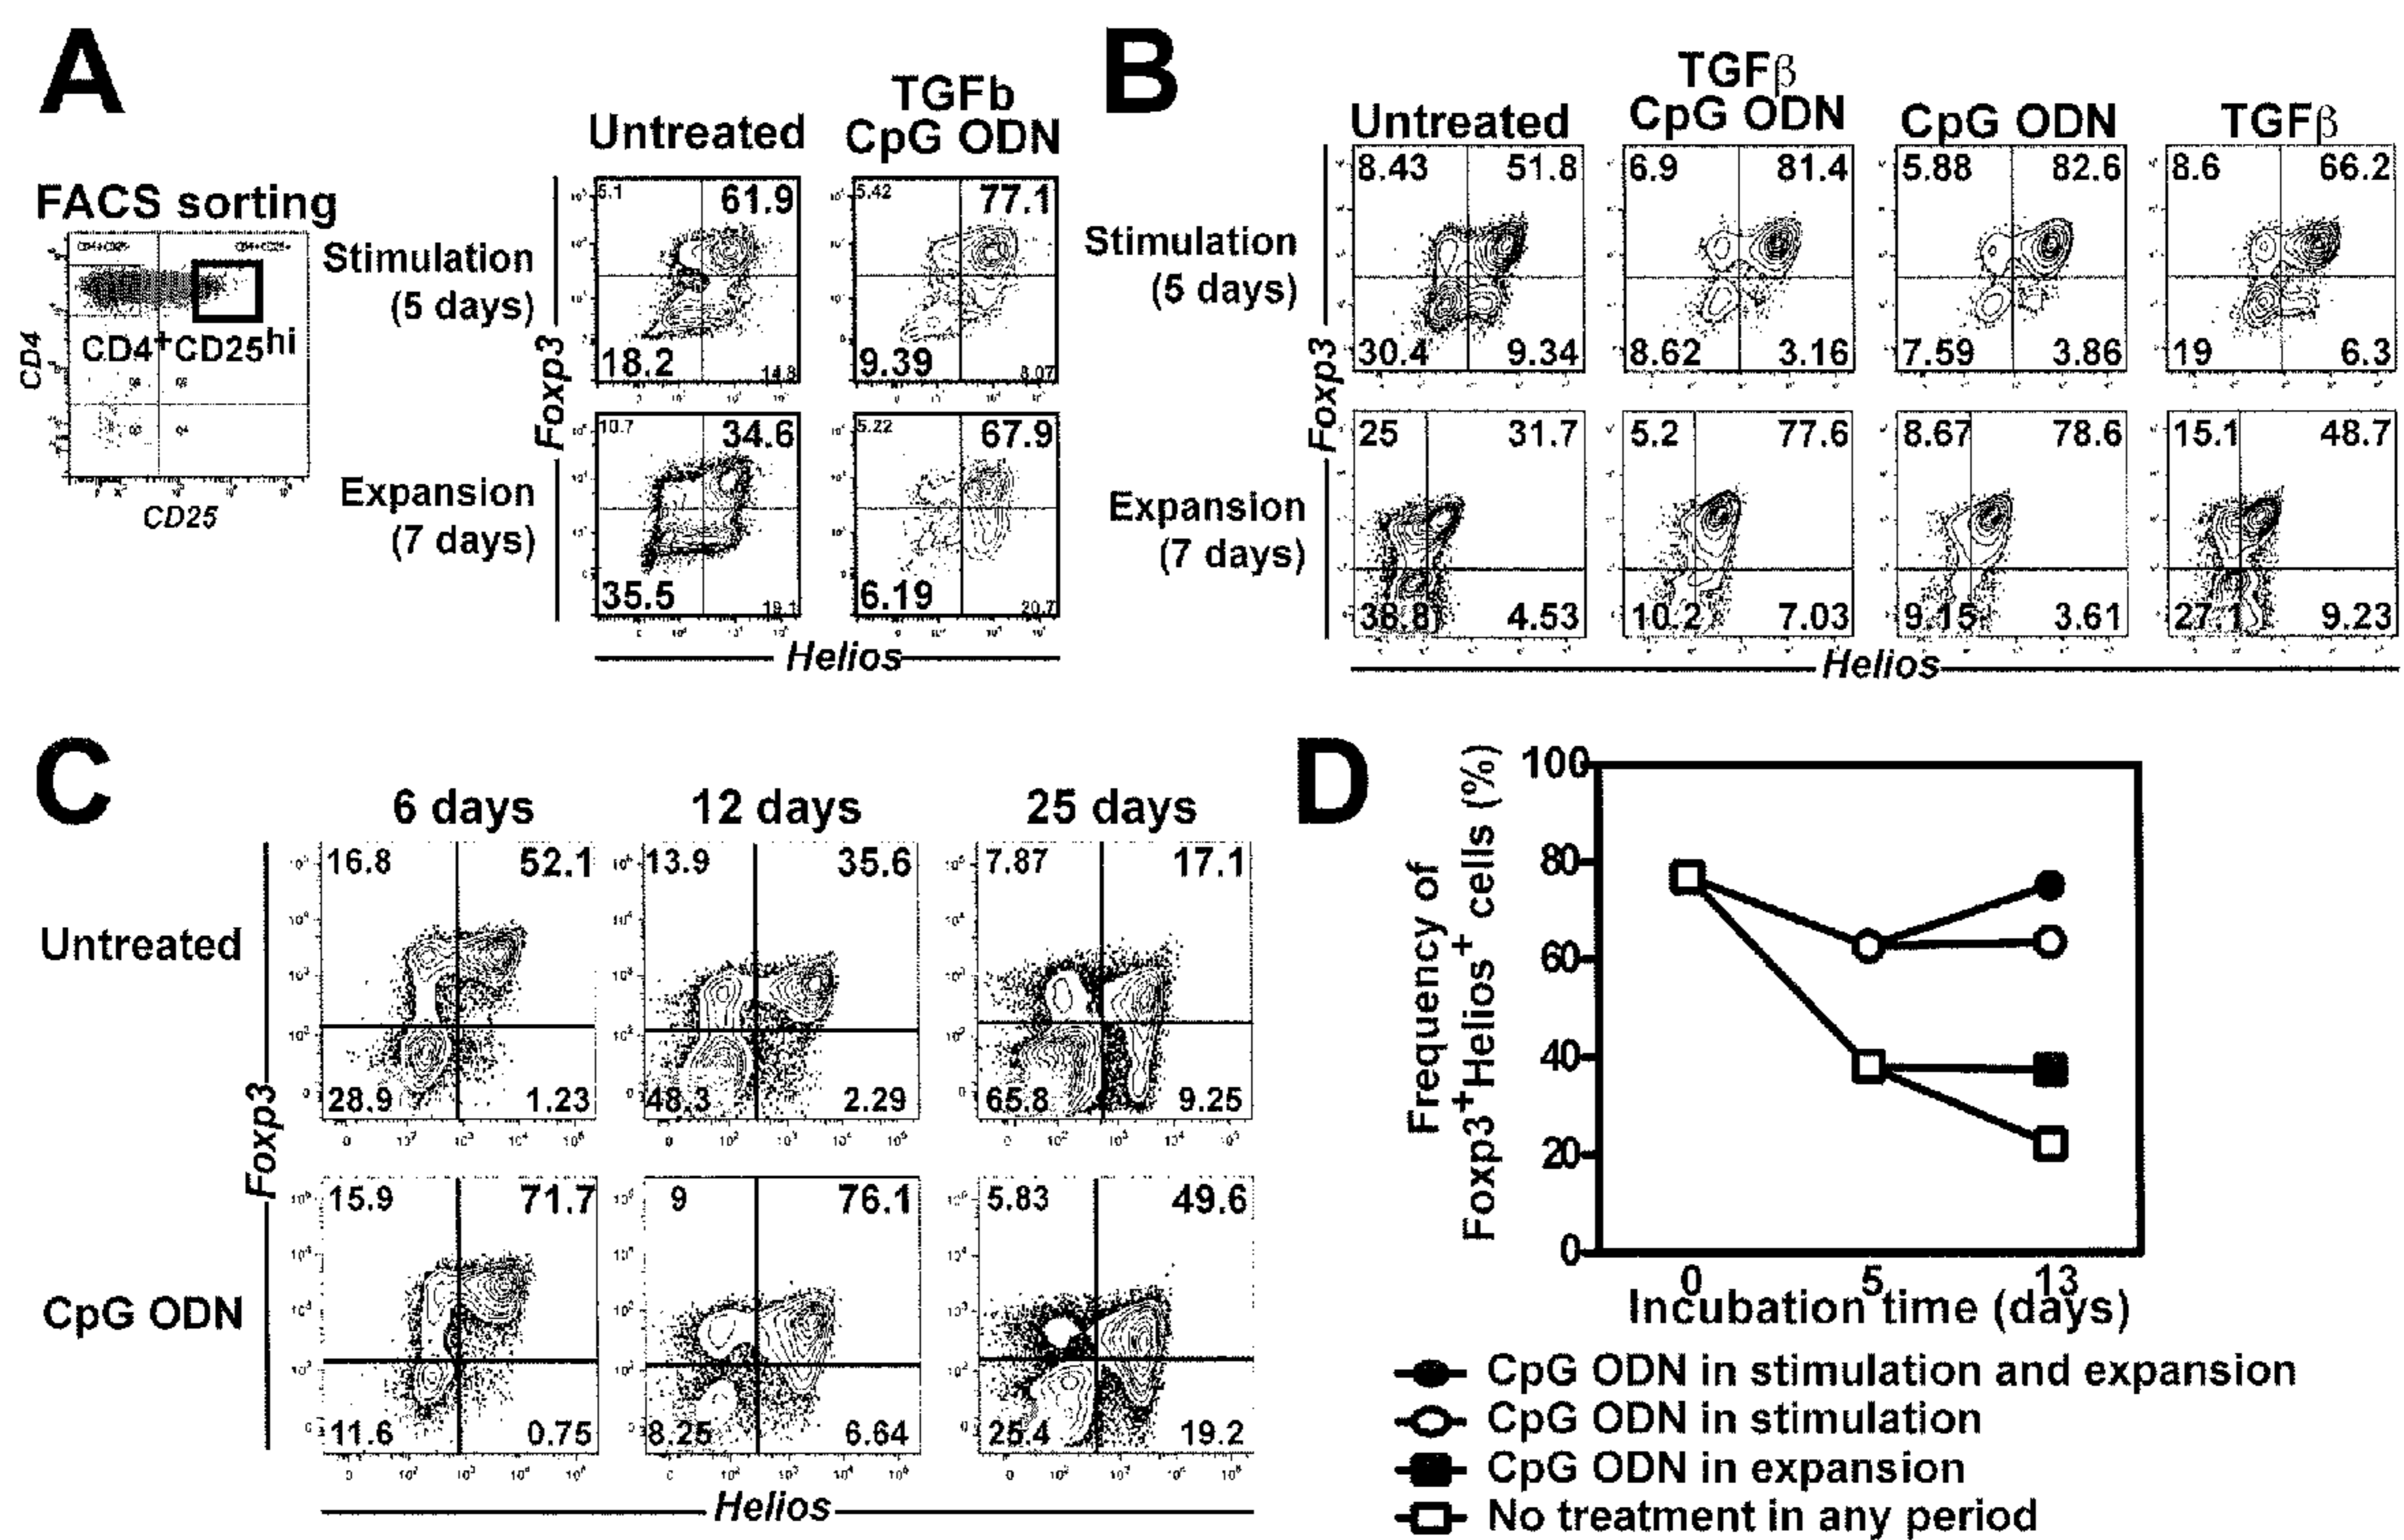 A
FACS sorting
CD4+CD25hi
CD4
CD25
Untreated
TGFb
CpG ODN
Stimulation
(5 days)
Expansion
(7 days)
Foxp3
5.1
61.9
18.2
14.8
5.42
77.1
9.39
8.07
10.7
34.6
35.5
19.1
5.22
67.9
6.19
20.7
Helios
B
Untreated
TGFβ
CpG ODN
CpG ODN
TGFβ
Stimulation
(5 days)
Expansion
(7 days)
Foxp3
8.43 51.8
30.4 9.34
6.9 81.4
8.62 3.16
5.88 82.6
7.59 3.86
8.6 66.2
19 6.3
25 31.7
38.8 4.53
5.2 77.6
10.2 7.03
8.67 78.6
9.15 3.61
15.1 48.7
27.1 9.23
Helios
C
6 days
12 days
25 days
Untreated
CpG ODN
Foxp3
16.8 52.1
28.9 1.23
13.9 35.6
48.3 2.29
7.87 17.1
65.8 9.25
15.9 71.7
11.6 0.75
9 76.1
8.25 6.64
5.83 49.6
25.4 19.2
Helios
D
Frequency of
Foxp3+Helios+ cells (%)
100
80
60
40
20
0
0 5 13
Incubation time (days)
CpG ODN in stimulation and expansion
CpG ODN in stimulation
CpG ODN in expansion
No treatment in any period